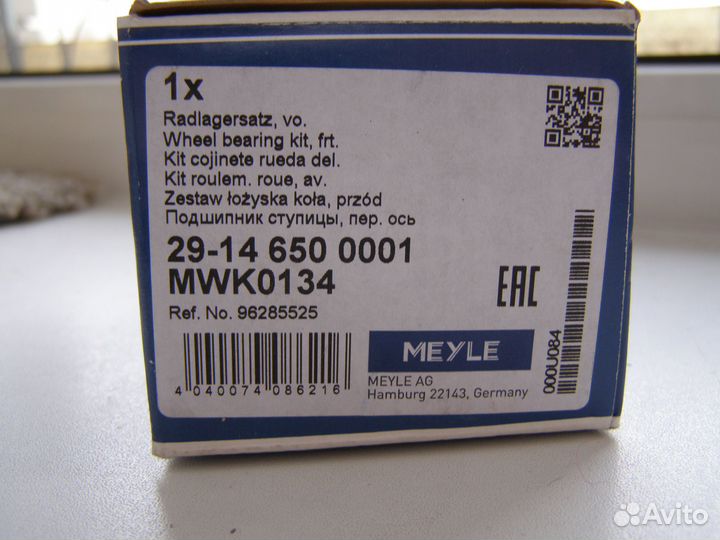 1x
Radlagersatz, vo.
Wheel bearing kit, frt.
Kit cojinete rueda del.
Kit roulem. roue, av.
Zestaw łożyska koła, przód
Подшипник ступицы, пер. ось
29-14 650 0001
MWK0134
Ref. No. 96285525
EAC
4 040074 086216
MEYLE
MEYLE AG
Hamburg 22143, Germany
000U084
Avito